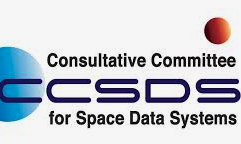 Consultative Committee
CCSDS
for Space Data Systems